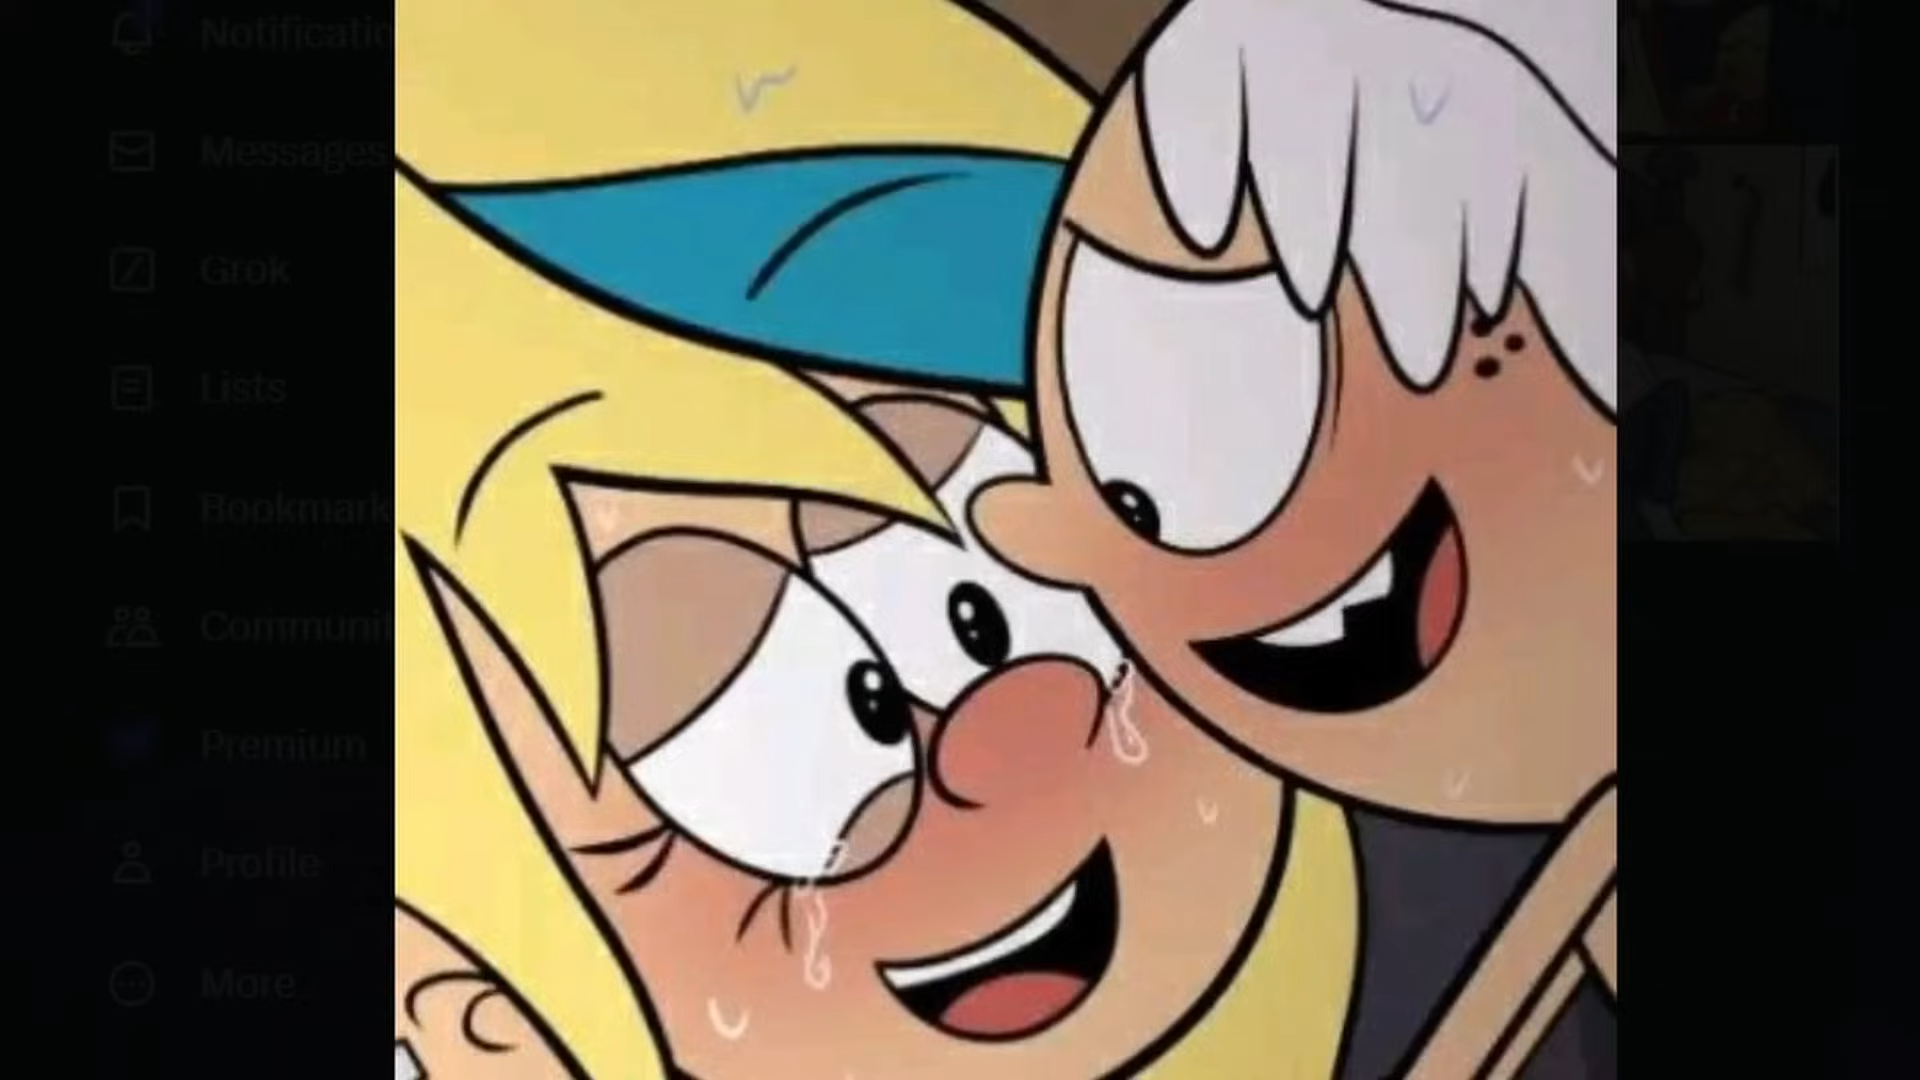 Notificatio
Messages
Grok
Lists
Bookmark
Communit
Premium
Profile
More